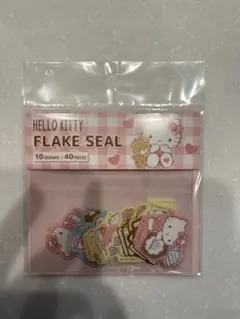 HELLO KITTY
FLAKE SEAL
10 DESIGNS・40 PIECES